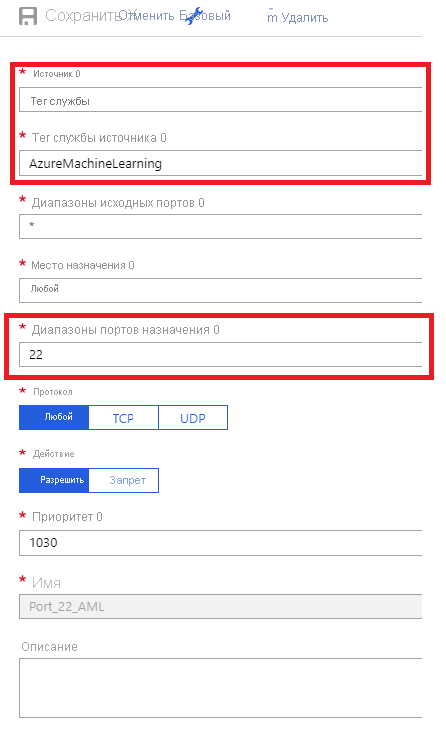 Сохранить X Отменить Базовый m Удалить
* Источник 0
Тег службы
* Тег службы источника 0
AzureMachineLearning
* Диапазоны исходных портов 0
*
* Место назначения 0
Любой
* Диапазоны портов назначения 0
22
* Протокол
Любой TCP UDP
* Действие
Разрешить Запрет
* Приоритет 0
1030
* Имя
Port_22_AML
Описание